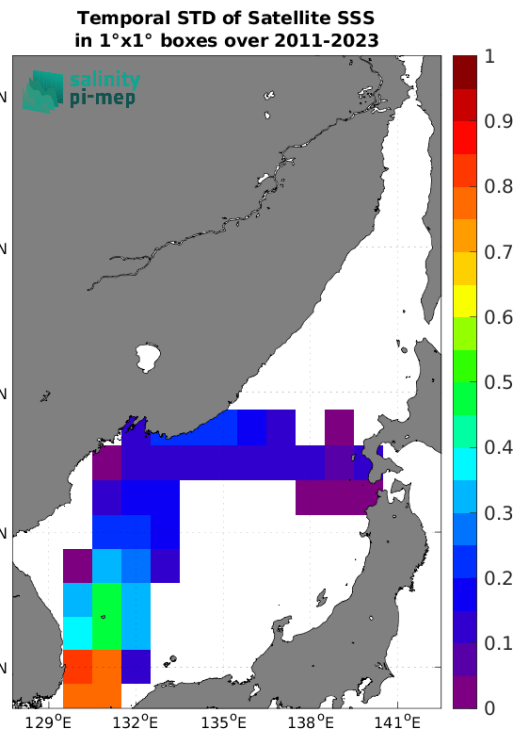 Temporal STD of Satellite SSS
in 1°x1° boxes over 2011-2023
salinity
pi-mep
N
N
N
N
N
1
0.9
0.8
0.7
0.6
0.5
0.4
0.3
0.2
0.1
0
129°E 132°E 135°E 138°E 141°E